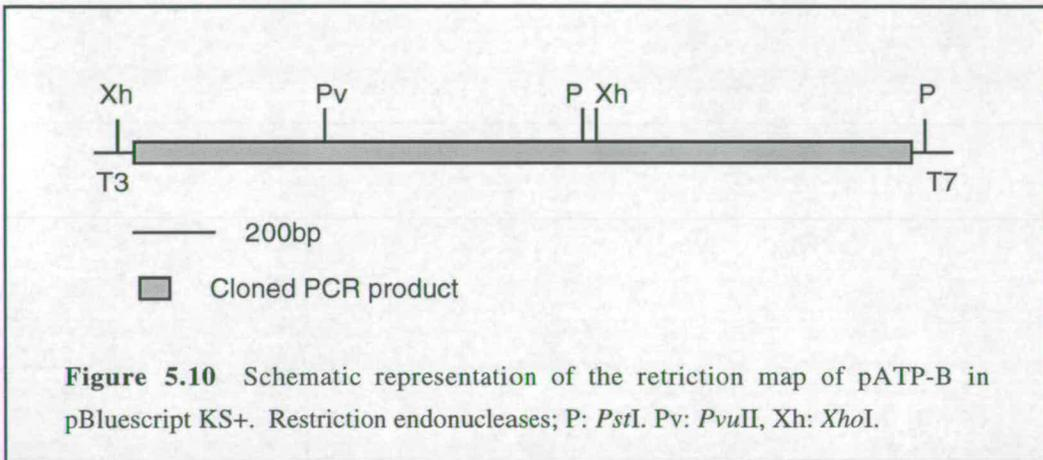 Xh Pv P Xh P
T3 T7
200bp
Cloned PCR product
Figure 5.10 Schematic representation of the retriction map of pATP-B in
pBluescript KS+. Restriction endonucleases; P: PstI. Pv: PvuII, Xh: XhoI.